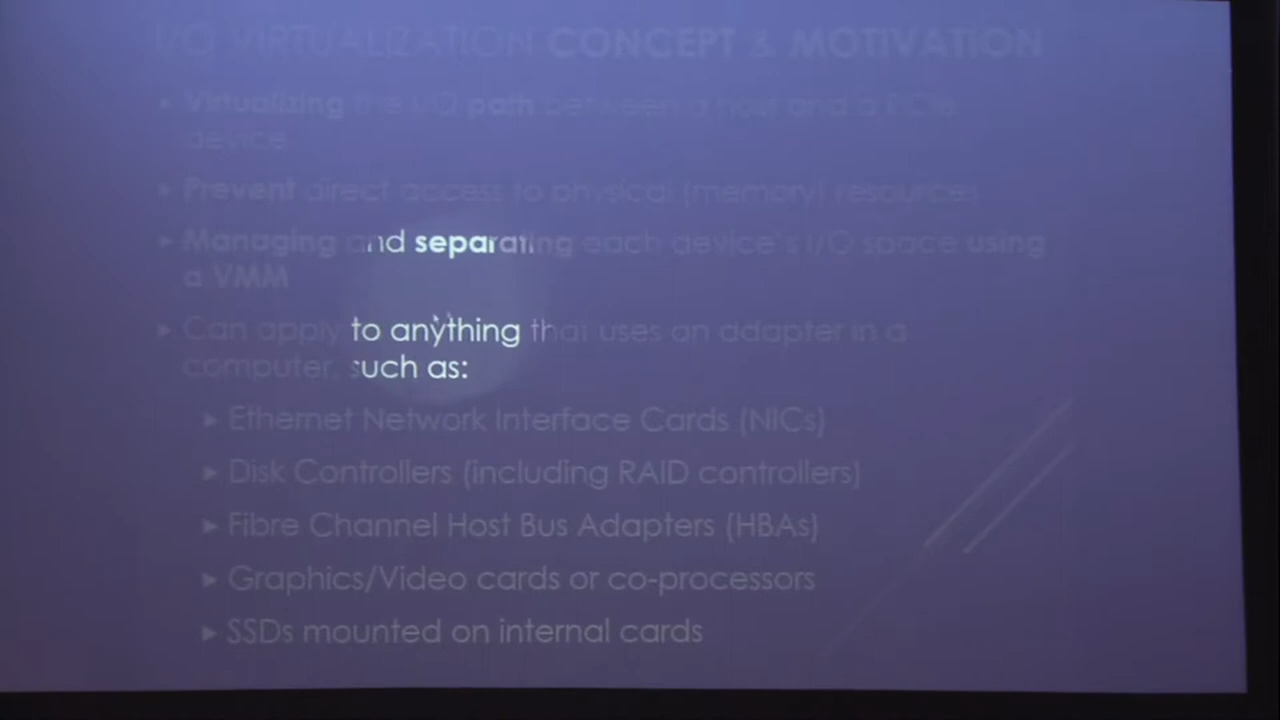 I/O VIRTUALIZATION CONCEPT & MOTIVATION
▸ Virtualizing the I/O path between a host and a PCIe
device
▸ Prevent direct access to physical (memory) resources
▸ Managing and separating each device's I/O space using
a VMM
▸ Can apply to anything that uses an adapter in a
computer, such as:
▸ Ethernet Network Interface Cards (NICs)
▸ Disk Controllers (including RAID controllers)
▸ Fibre Channel Host Bus Adapters (HBAs)
▸ Graphics/Video cards or co-processors
▸ SSDs mounted on internal cards